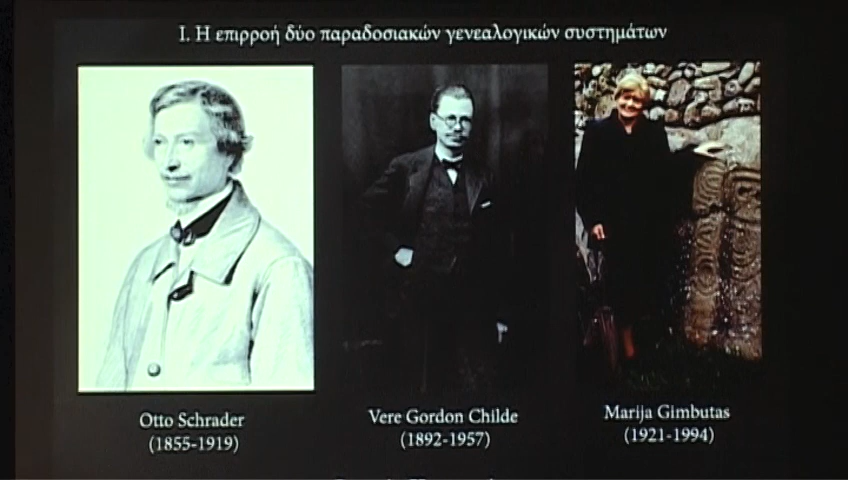 I. Η επιρροή δύο παραδοσιακών γενεαλογικών συστημάτων
Otto Schrader
(1855-1919)
Vere Gordon Childe
(1892-1957)
Marija Gimbutas
(1921-1994)